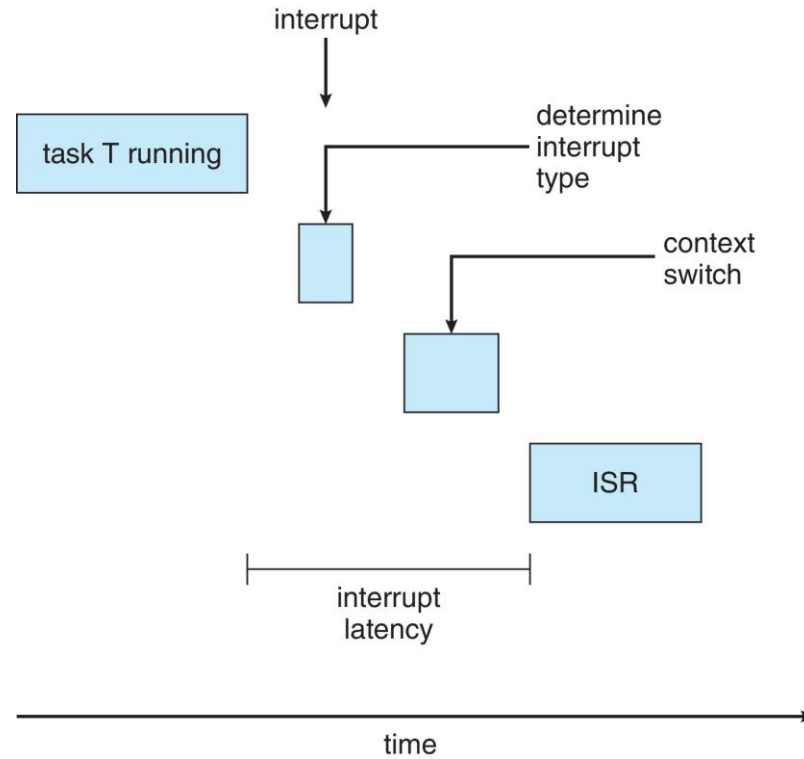 interrupt
task T running
determine
interrupt
type
context
switch
ISR
interrupt
latency
time